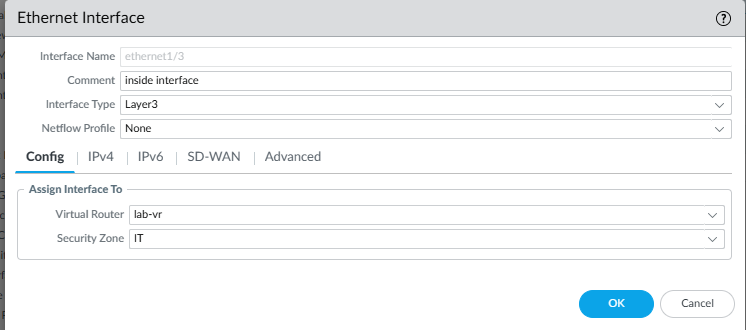 Ethernet Interface
Interface Name ethernet1/3
Comment inside interface
Interface Type Layer3
Netflow Profile None
Config IPv4 IPv6 SD-WAN Advanced
Assign Interface To
Virtual Router lab-vr
Security Zone IT
OK Cancel